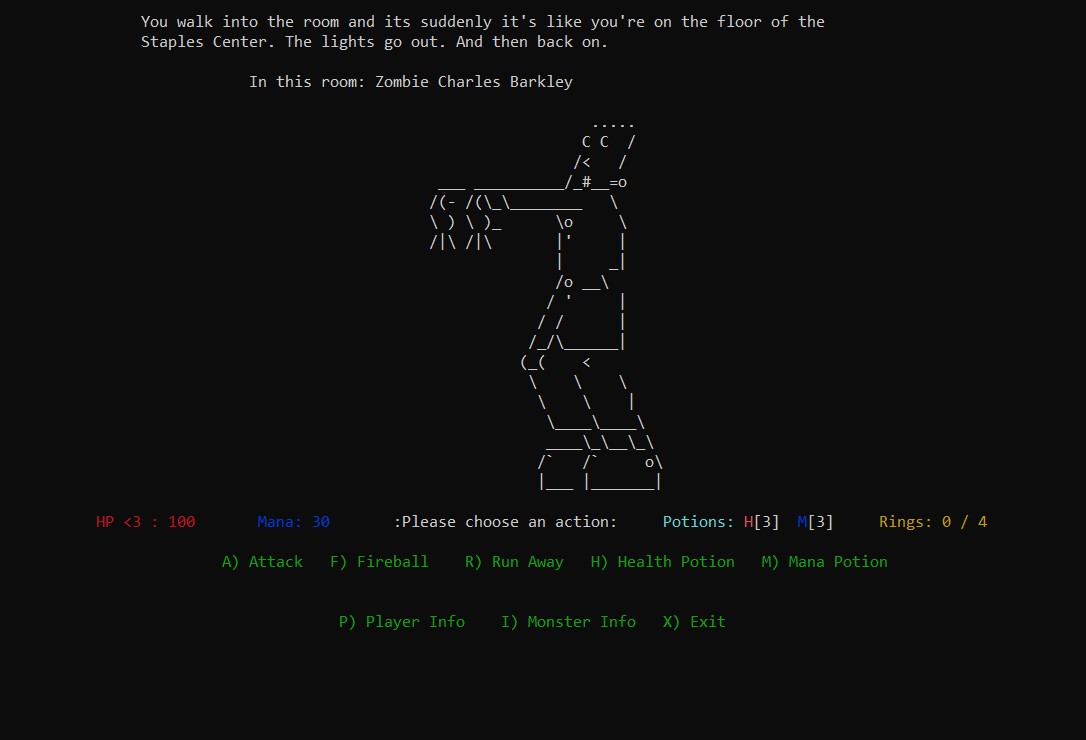 You walk into the room and its suddenly it's like you're on the floor of the
Staples Center. The lights go out. And then back on.
In this room: Zombie Charles Barkley
HP <3 : 100 Mana: 30 :Please choose an action: Potions: H[3] M[3] Rings: 0 / 4
A) Attack F) Fireball R) Run Away H) Health Potion M) Mana Potion
P) Player Info I) Monster Info X) Exit